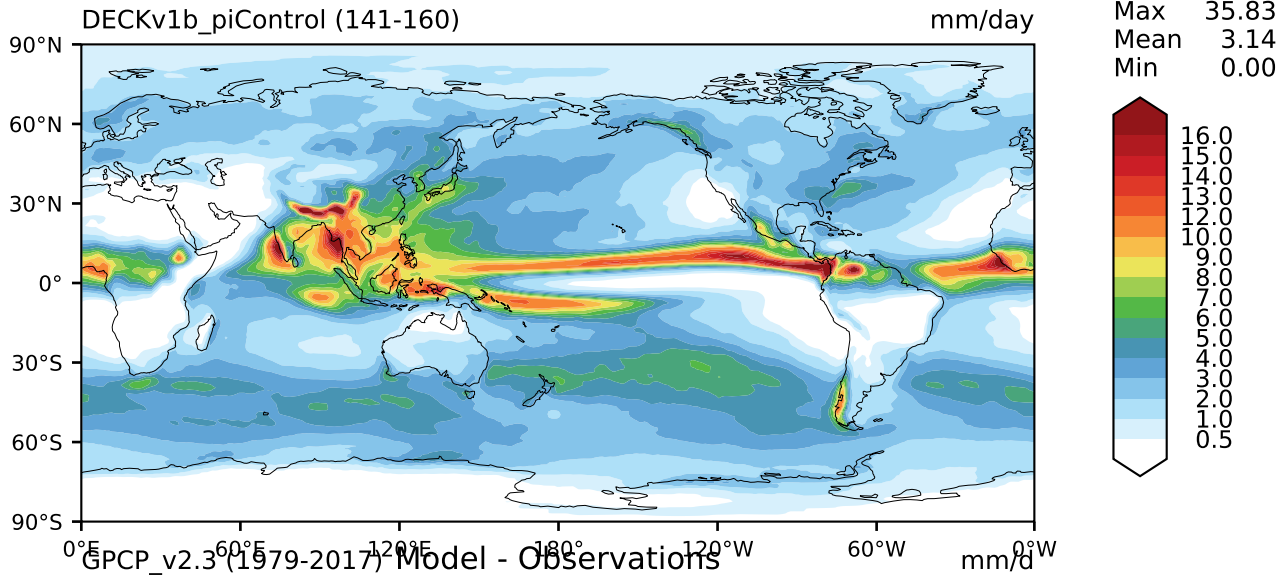 DECKv1b_piControl (141-160) mm/day
Max 35.83
Mean 3.14
Min 0.00
90°N
60°N
30°N
0°
30°S
60°S
90°S
0°E 60°E 120°E 180° 120°W 60°W 0°W
GPCP_v2.3 (1979-2017) Model - Observations mm/d
16.0
15.0
14.0
13.0
12.0
10.0
9.0
8.0
7.0
6.0
5.0
4.0
3.0
2.0
1.0
0.5